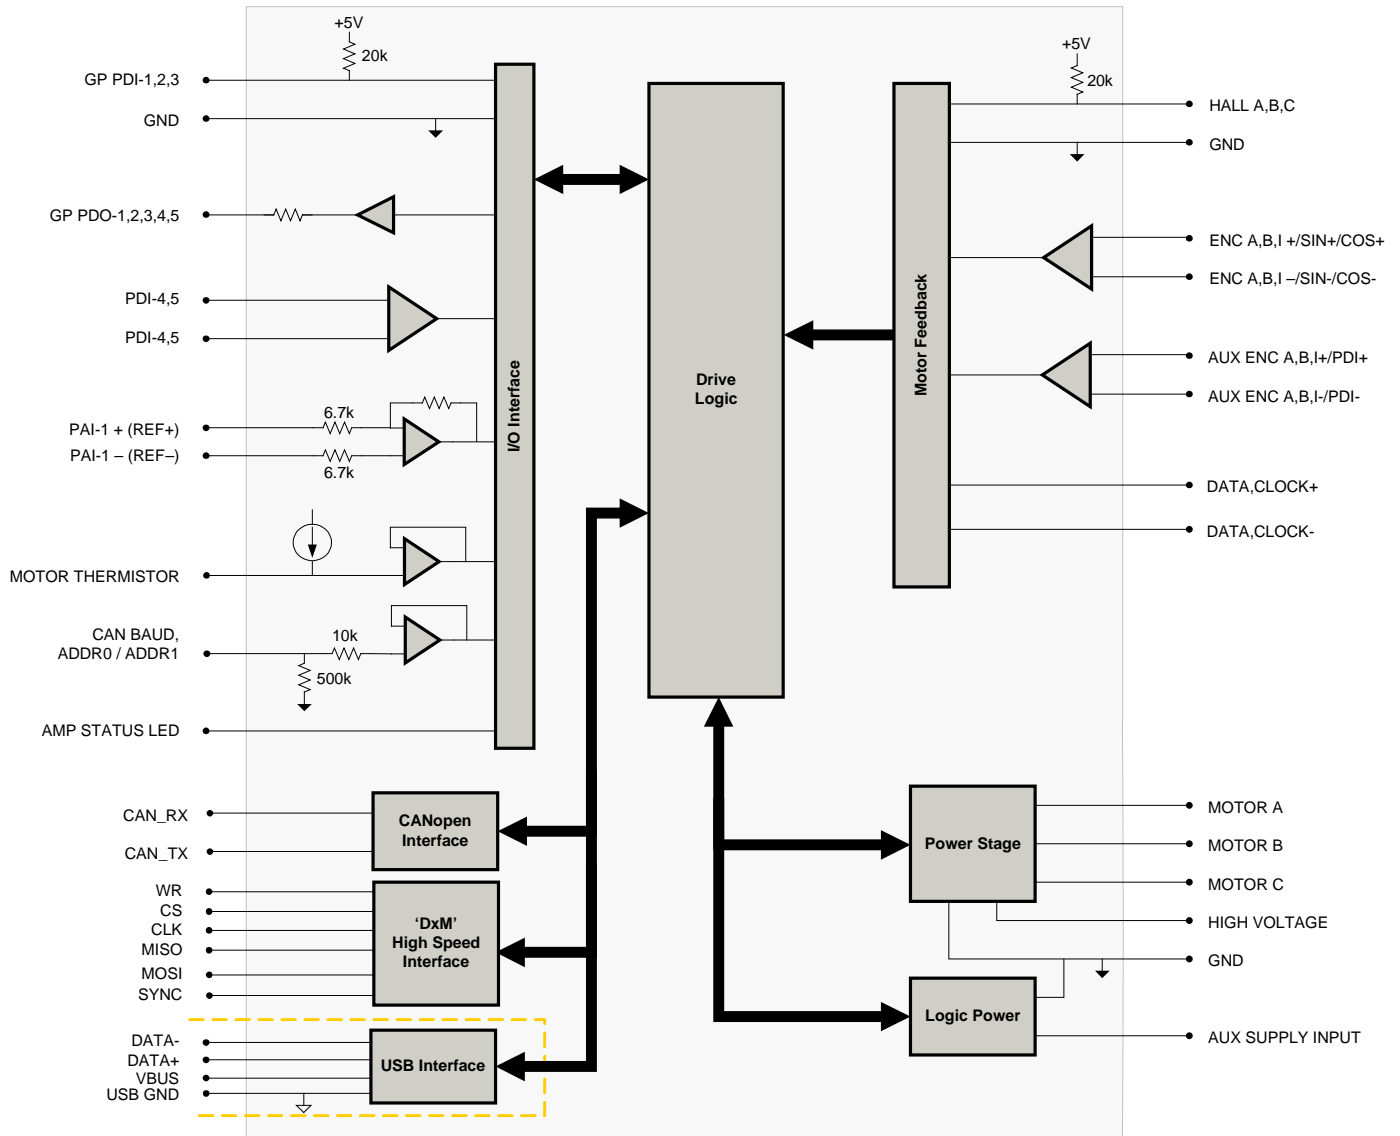 +5V
20k
GP PDI-1,2,3
GND
GP PDO-1,2,3,4,5
PDI-4,5
PDI-4,5
6.7k
PAI-1 + (REF+)
PAI-1 – (REF–)
6.7k
MOTOR THERMISTOR
CAN BAUD,
ADDR0 / ADDR1
10k
500k
AMP STATUS LED
I/O Interface
CAN_RX
CAN_TX
CANopen
Interface
WR
CS
CLK
MISO
MOSI
SYNC
‘DxM’
High Speed
Interface
DATA-
DATA+
VBUS
USB GND
USB Interface
Drive
Logic
Motor Feedback
+5V
20k
HALL A,B,C
GND
ENC A,B,I +/SIN+/COS+
ENC A,B,I –/SIN-/COS-
AUX ENC A,B,I+/PDI+
AUX ENC A,B,I-/PDI-
DATA,CLOCK+
DATA,CLOCK-
Power Stage
MOTOR A
MOTOR B
MOTOR C
HIGH VOLTAGE
GND
Logic Power
AUX SUPPLY INPUT